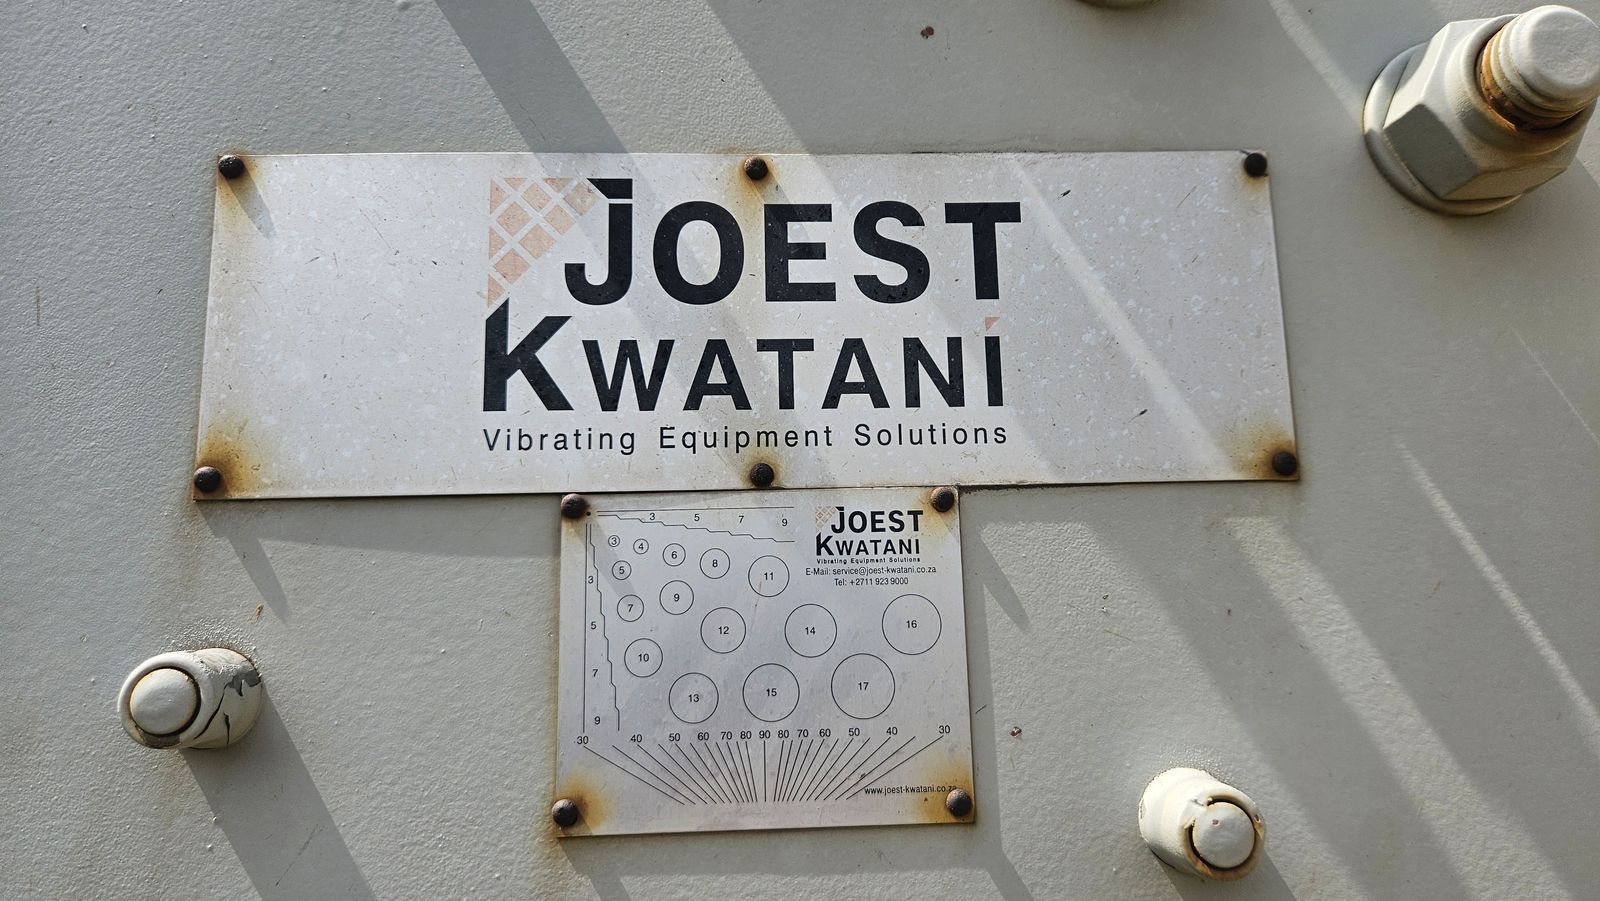 JOEST
KWATANI
Vibrating Equipment Solutions
3 5 7 9
JOEST
KWATANI
Vibrating Equipment Solutions
E-Mail: service@joest-kwatani.co.za
Tel: +2711 923 9000
3 4 6 8 11
5
3
7 9
5
12 14 16
10
7
13 15 17
9
30 40 50 60 70 80 90 80 70 60 50 40 30
www.joest-kwatani.co.za